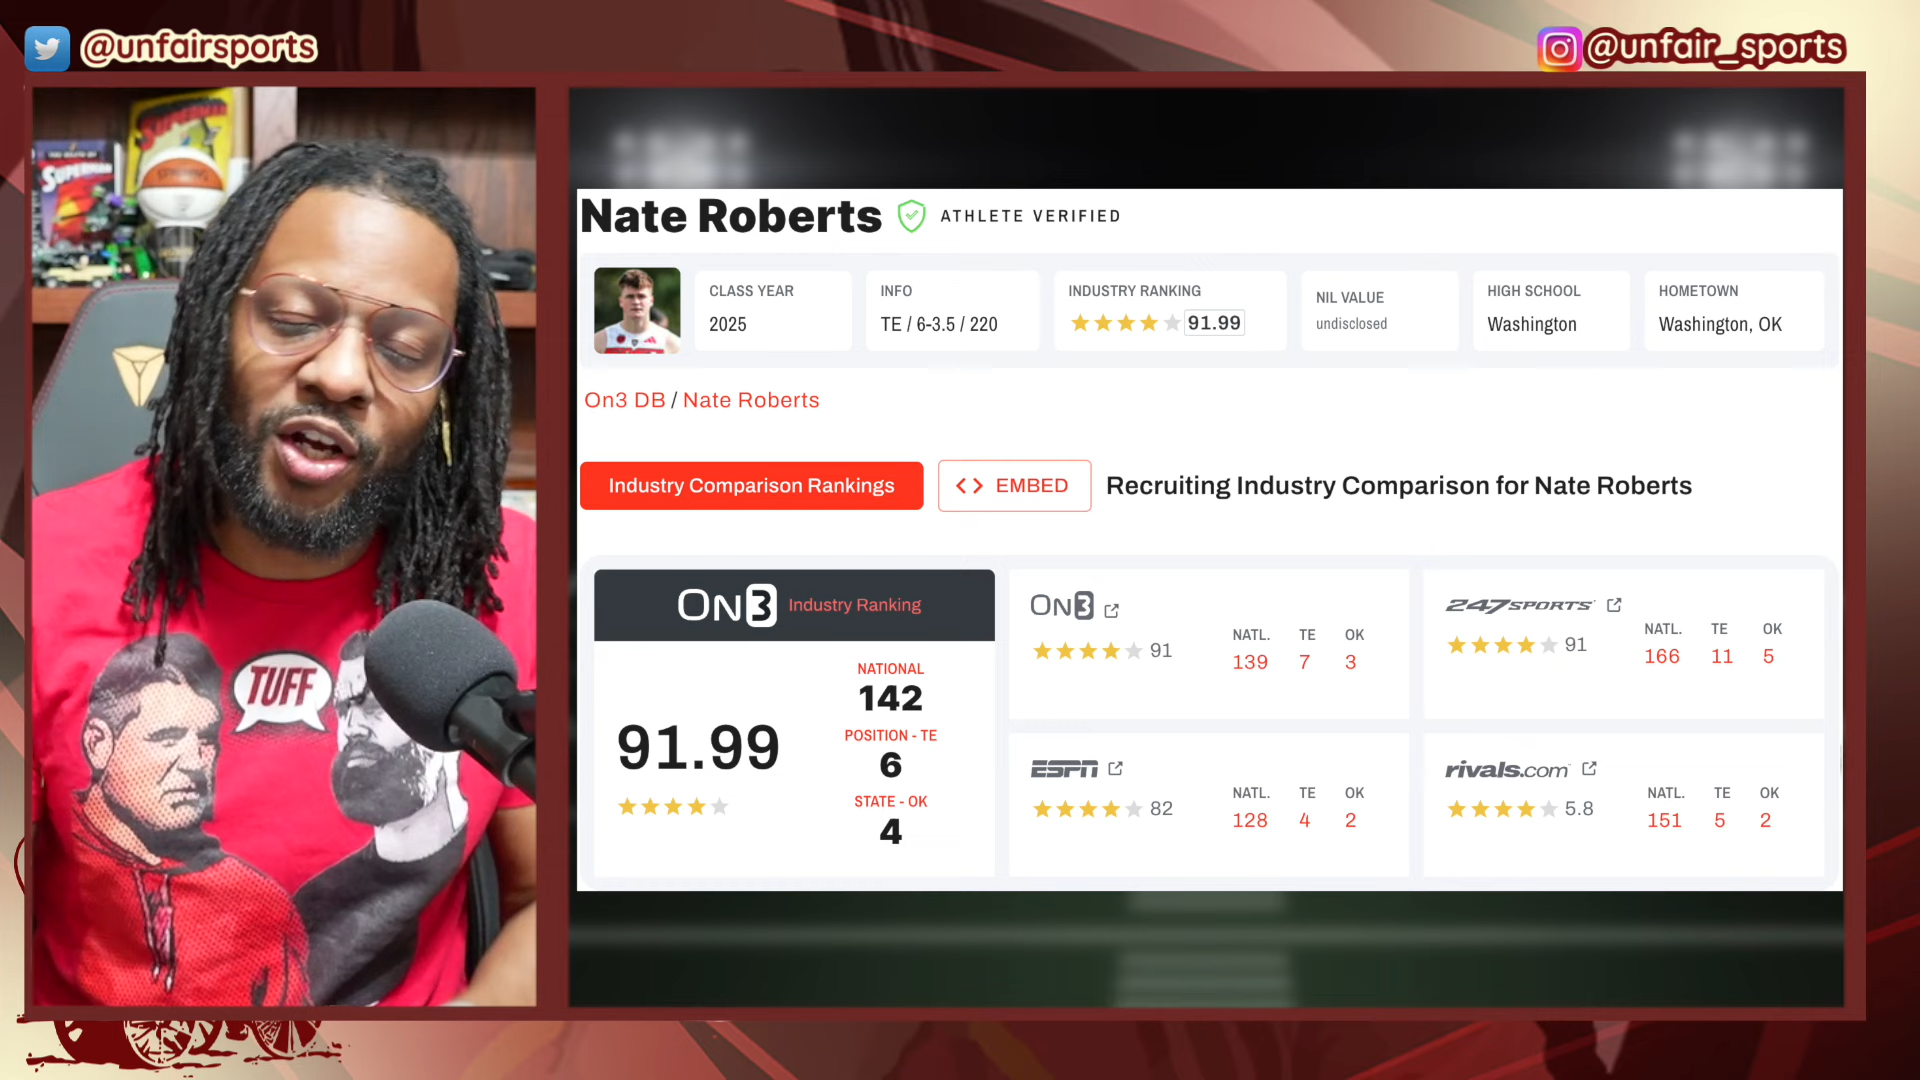 @unfairsports
@unfair_sports
SUPERMAN
SUPERMAN
SPALDING
TUFF
Nate Roberts ATHLETE VERIFIED
CLASS YEAR
2025
INFO
TE / 6-3.5 / 220
INDUSTRY RANKING
91.99
NIL VALUE
undisclosed
HIGH SCHOOL
Washington
HOMETOWN
Washington, OK
On3 DB / Nate Roberts
Industry Comparison Rankings
<> EMBED
Recruiting Industry Comparison for Nate Roberts
ON3 Industry Ranking
91.99
NATIONAL
142
POSITION - TE
6
STATE - OK
4
ON3
91
NATL. TE OK
139 7 3
247SPORTS
91
NATL. TE OK
166 11 5
ESPN
82
NATL. TE OK
128 4 2
rivals.com
5.8
NATL. TE OK
151 5 2